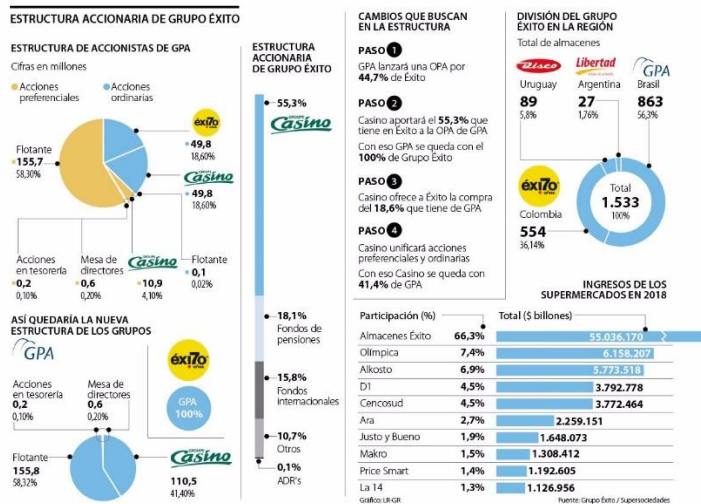 ESTRUCTURA ACCIONARIA DE GRUPO ÉXITO
ESTRUCTURA DE ACCIONISTAS DE GPA
Cifras en millones
Acciones preferenciales
Acciones ordinarias
éxi70
años
49,8
18,60%
GROUPE
Casino
49,8
18,60%
Flotante
155,7
58,30%
Acciones
en tesorería
0,2
0,10%
Mesa de
directores
0,6
0,20%
GROUPE
Casino
10,9
4,10%
Flotante
0,1
0,02%
ASÍ QUEDARÍA LA NUEVA
ESTRUCTURA DE LOS GRUPOS
GPA
éxi70
años
GPA
100%
Acciones
en tesorería
0,2
0,10%
Mesa de
directores
0,6
0,20%
Flotante
155,8
58,32%
GROUPE
Casino
110,5
41,40%
ESTRUCTURA
ACCIONARIA
DE GRUPO ÉXITO
55,3%
GROUPE
Casino
18,1%
Fondos de
pensiones
15,8%
Fondos
internacionales
10,7%
Otros
0,1%
ADR's
CAMBIOS QUE BUSCAN
EN LA ESTRUCTURA
PASO 1
GPA lanzará una OPA por
44,7% de Éxito
PASO 2
Casino aportará el 55,3% que
tiene en Éxito a la OPA de GPA
Con eso GPA se queda con el
100% de Grupo Éxito
PASO 3
Casino ofrece a Éxito la compra
del 18,6% que tiene de GPA
PASO 4
Casino unificará acciones
preferenciales y ordinarias
Con eso Casino se queda con
41,4% de GPA
DIVISIÓN DEL GRUPO
ÉXITO EN LA REGIÓN
Total de almacenes
Disco
Uruguay
89
5,8%
Libertad
Argentina
27
1,76%
GPA
Brasil
863
56,3%
éxi70
años
Colombia
554
36,14%
Total
1.533
100%
INGRESOS DE LOS
SUPERMERCADOS EN 2018
Participación (%) Total ($ billones)
Almacenes Éxito 66,3% 55.036.170
Olímpica 7,4% 6.158.207
Alkosto 6,9% 5.773.518
D1 4,5% 3.792.778
Cencosud 4,5% 3.772.464
Ara 2,7% 2.259.151
Justo y Bueno 1,9% 1.648.073
Makro 1,5% 1.308.412
Price Smart 1,4% 1.192.605
La 14 1,3% 1.126.956
Gráfico: LR-GR
Fuente: Grupo Éxito / Supersociedades